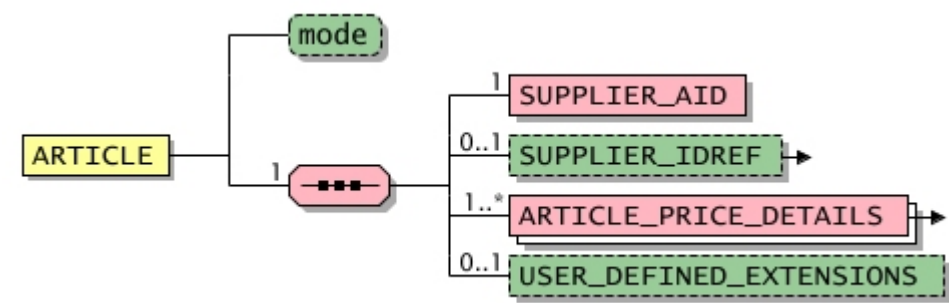 mode
1
SUPPLIER_AID
ARTICLE
0..1
SUPPLIER_IDREF
1
1..*
ARTICLE_PRICE_DETAILS
0..1
USER_DEFINED_EXTENSIONS